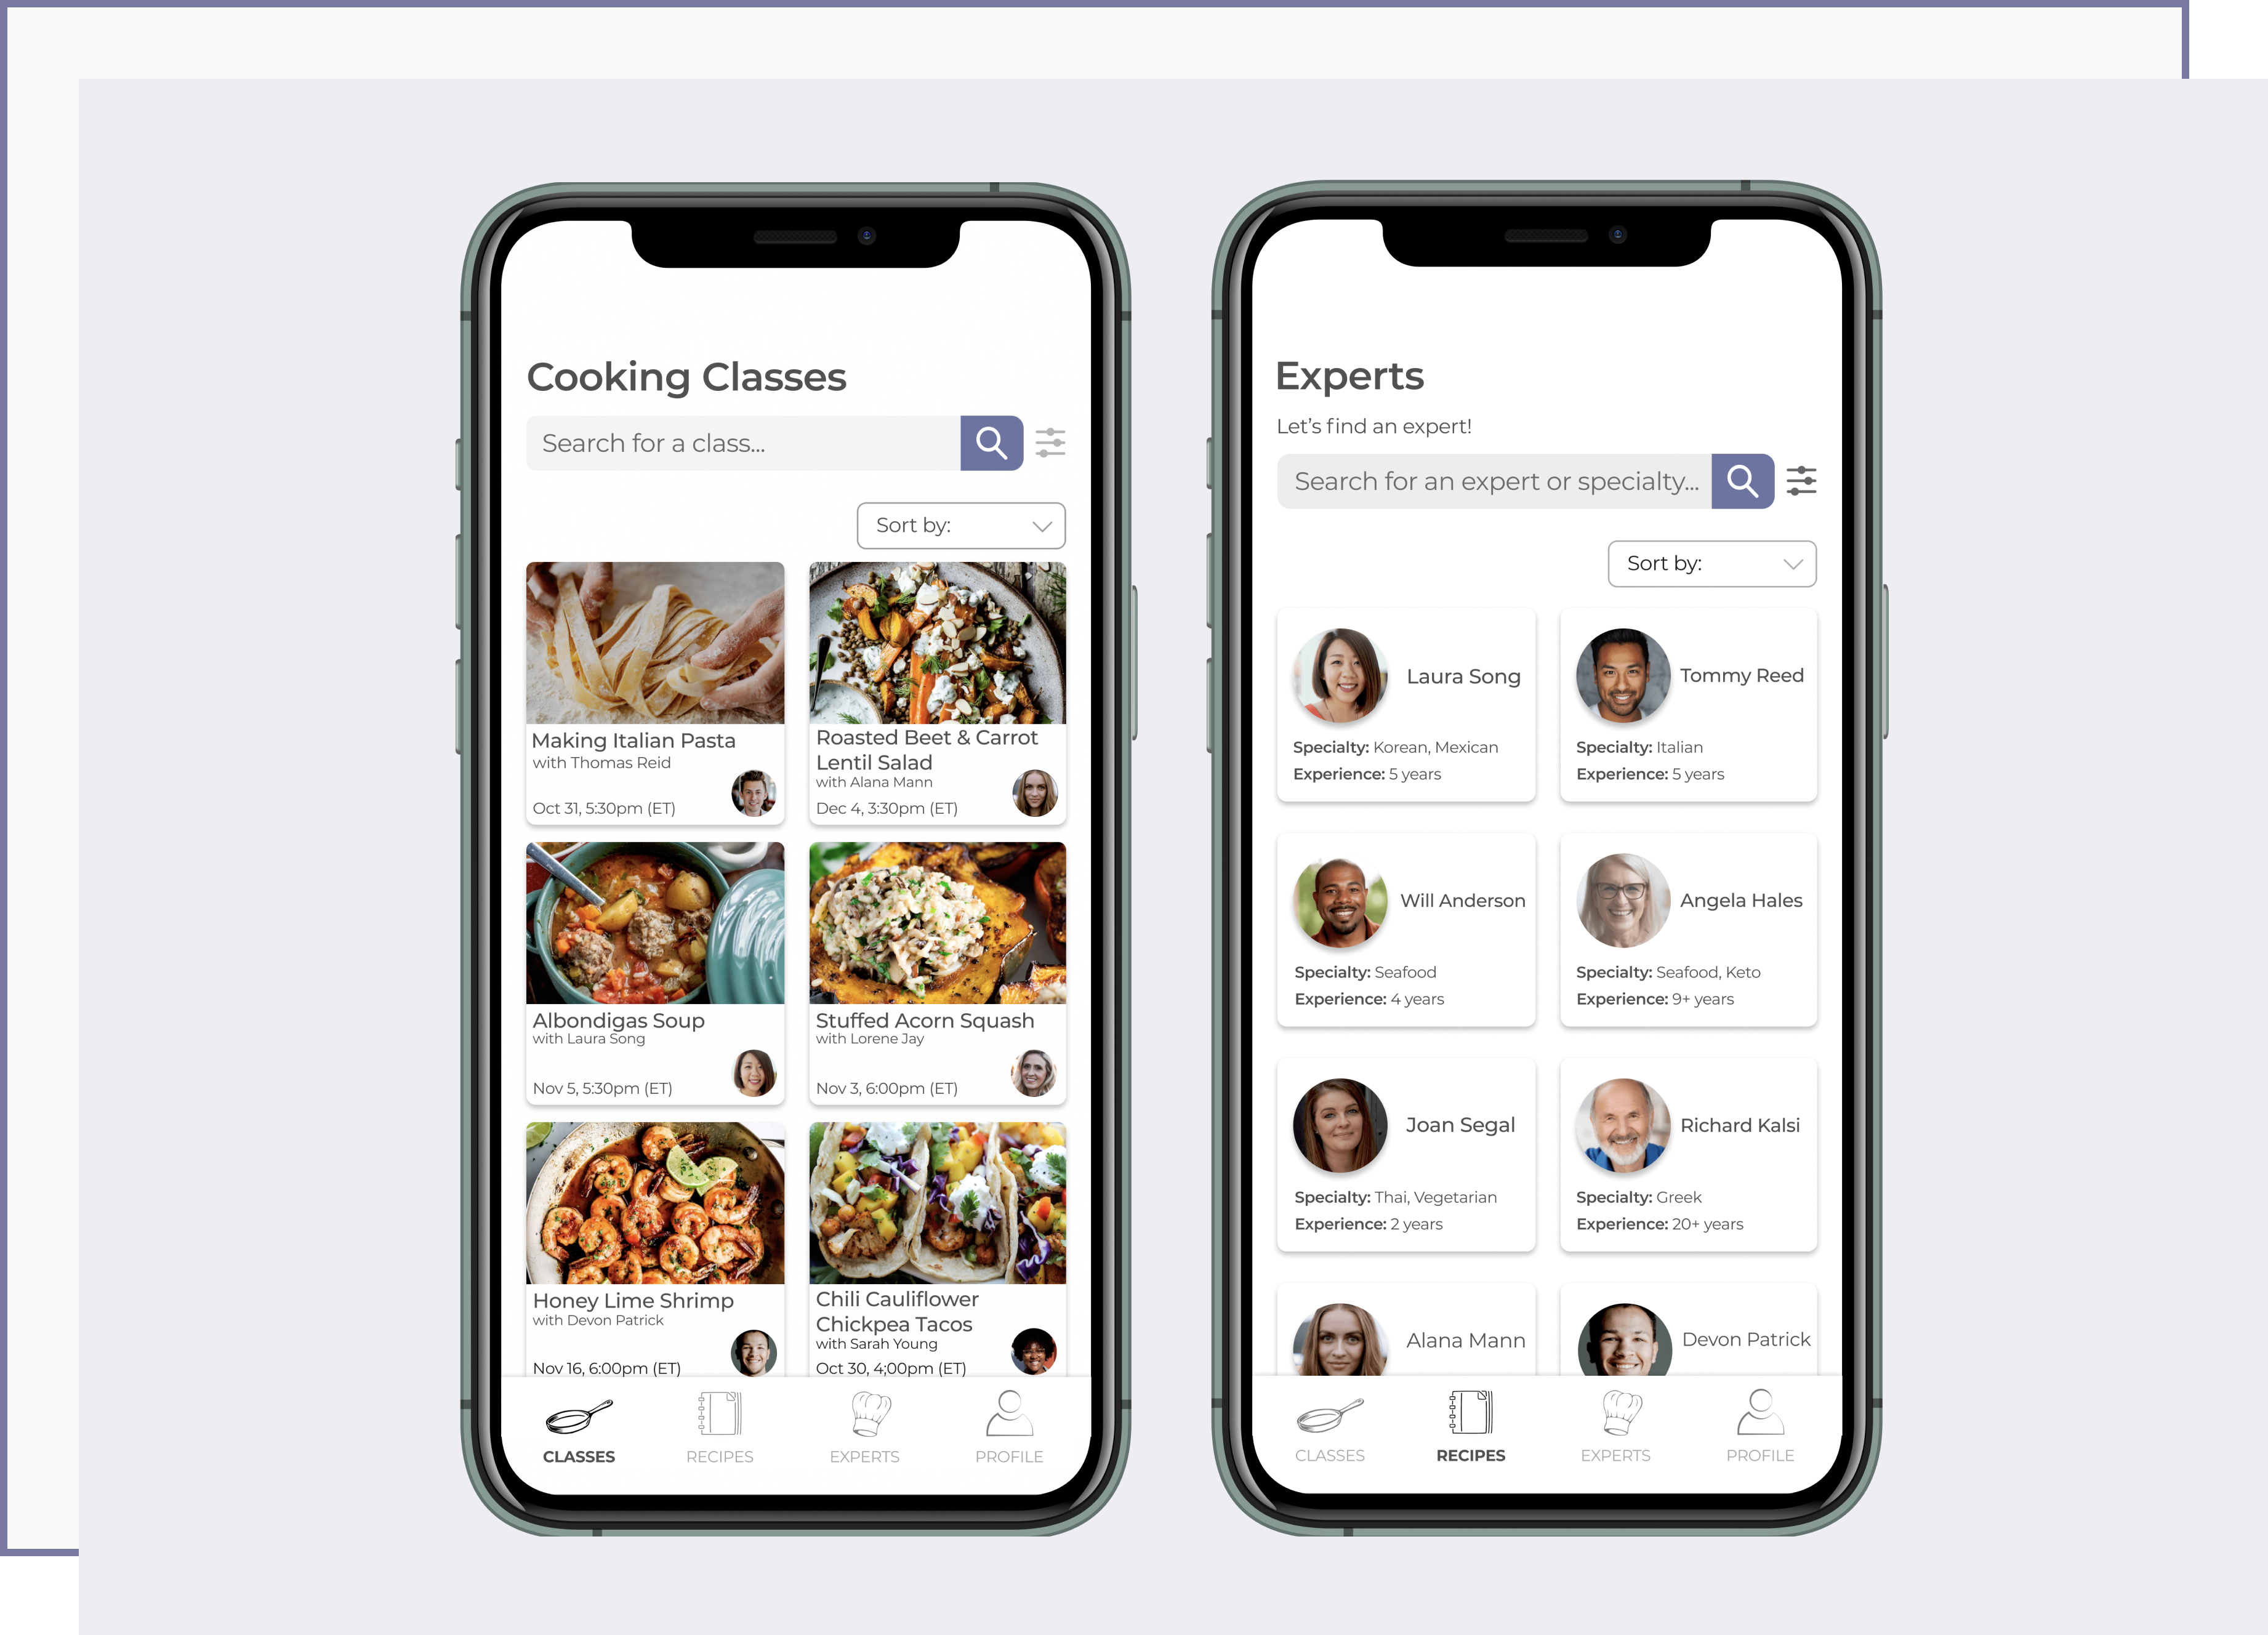 Cooking Classes
Search for a class...
Sort by:
Making Italian Pasta
with Thomas Reid
Oct 31, 5:30pm (ET)
Roasted Beet & Carrot
Lentil Salad
with Alana Mann
Dec 4, 3:30pm (ET)
Albondigas Soup
with Laura Song
Nov 5, 5:30pm (ET)
Stuffed Acorn Squash
with Lorene Jay
Nov 3, 6:00pm (ET)
Honey Lime Shrimp
with Devon Patrick
Nov 16, 6:00pm (ET)
Chili Cauliflower
Chickpea Tacos
with Sarah Young
Oct 30, 4;00pm (ET)
CLASSES
RECIPES
EXPERTS
PROFILE
Experts
Let's find an expert!
Search for an expert or specialty...
Sort by:
Laura Song
Specialty: Korean, Mexican
Experience: 5 years
Tommy Reed
Specialty: Italian
Experience: 5 years
Will Anderson
Specialty: Seafood
Experience: 4 years
Angela Hales
Specialty: Seafood, Keto
Experience: 9+ years
Joan Segal
Specialty: Thai, Vegetarian
Experience: 2 years
Richard Kalsi
Specialty: Greek
Experience: 20+ years
Alana Mann
Devon Patrick
CLASSES
RECIPES
EXPERTS
PROFILE